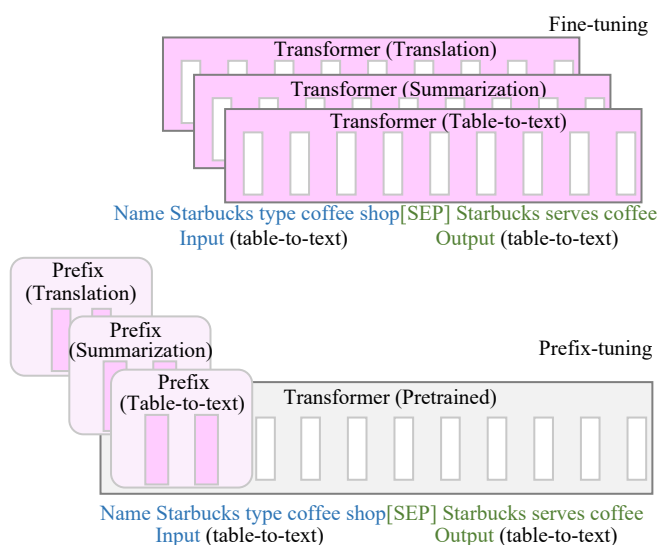 Fine-tuning
Transformer (Translation)
Transformer (Summarization)
Transformer (Table-to-text)
Name Starbucks type coffee shop[SEP] Starbucks serves coffee
Input (table-to-text) Output (table-to-text)
Prefix
(Translation)
Prefix
(Summarization)
Prefix-tuning
Prefix
(Table-to-text)
Transformer (Pretrained)
Name Starbucks type coffee shop[SEP] Starbucks serves coffee
Input (table-to-text) Output (table-to-text)